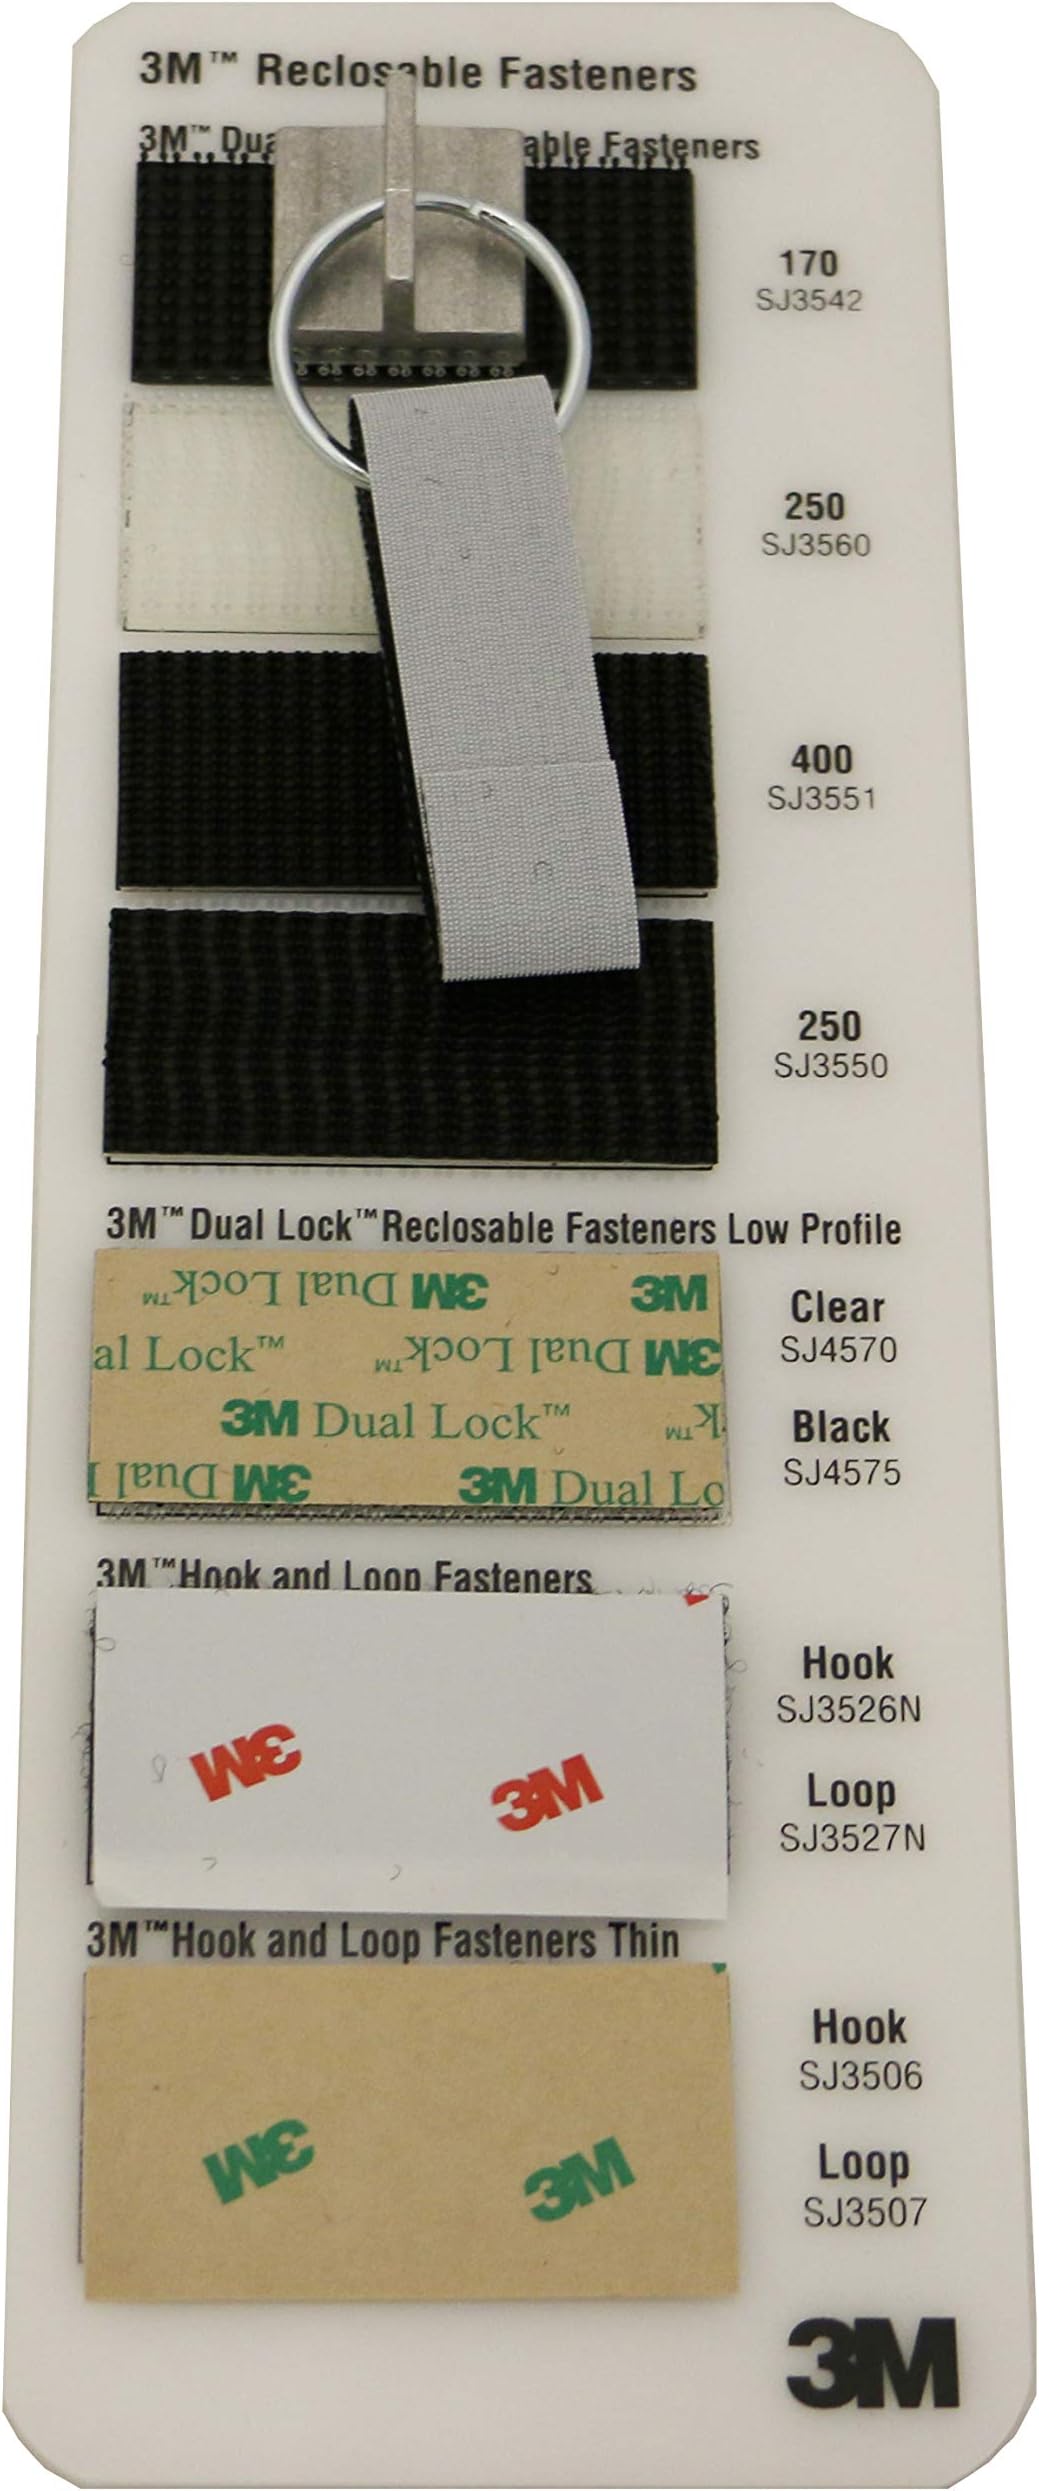 3M™ Reclosable Fasteners
3M™ Dua able Fasteners
170
SJ3542
250
SJ3560
400
SJ3551
250
SJ3550
3M™ Dual Lock™ Reclosable Fasteners Low Profile
3M Dual Lock™ 3M
al Lock™ 3M Dual Lock™
3M Dual Lock™ k™
Dual 3M 3M Dual Lo
Clear
SJ4570
Black
SJ4575
3M™ Hook and Loop Fasteners
3M 3M
Hook
SJ3526N
Loop
SJ3527N
3M™ Hook and Loop Fasteners Thin
3M 3M
Hook
SJ3506
Loop
SJ3507
3M